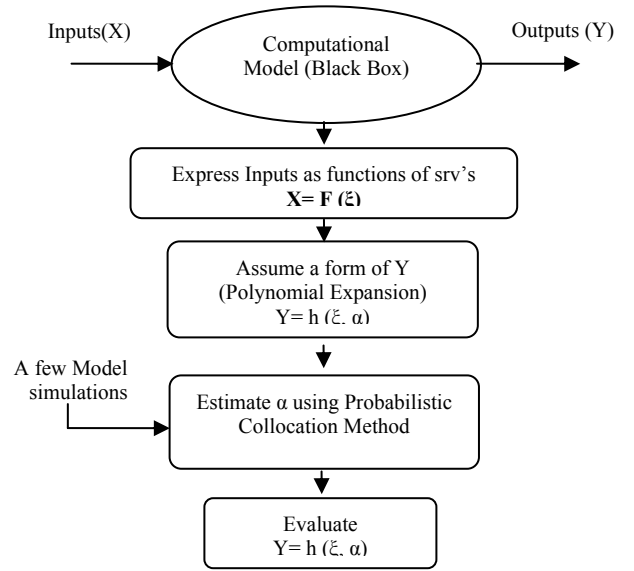 Inputs(X)
Outputs (Y)
Computational
Model (Black Box)
Express Inputs as functions of srv’s
X= F (ξ)
Assume a form of Y
(Polynomial Expansion)
Y= h (ξ, α)
A few Model
simulations
Estimate α using Probabilistic
Collocation Method
Evaluate
Y= h (ξ, α)